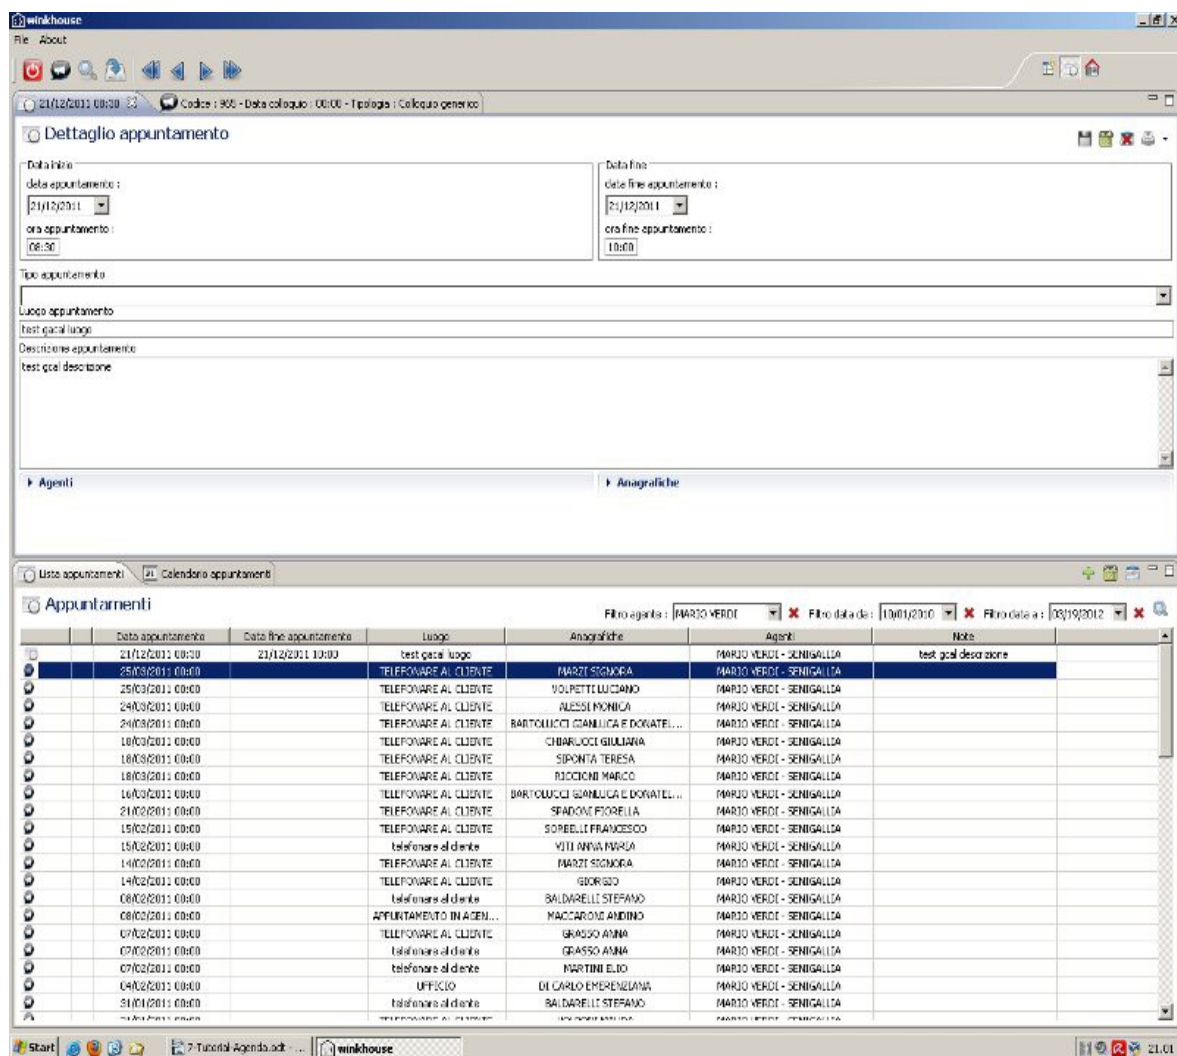 winkhouse
File About
21/12/2011 08:30 Codice : 965 - Data colloquio : 00:00 - Tipologia : Colloquio generico
Dettaglio appuntamento
Data inizio Data fine
data appuntamento : data fine appuntamento :
21/12/2011 21/12/2011
ora appuntamento : ora fine appuntamento :
08:30 10:00
Tipo appuntamento
Luogo appuntamento
test gacal luogo
Descrizione appuntamento
test gcal descrizione
Agenti Anagrafiche
Lista appuntamenti Calendario appuntamenti
Appuntamenti Filtro agente : MARIO VERDI Filtro data da : 10/01/2010 Filtro data a : 03/19/2012
Data appuntamento Data fine appuntamento Luogo Anagrafiche Agenti Note
21/12/2011 08:30 21/12/2011 10:00 test gacal luogo MARIO VERDI - SENIGALLIA test gcal descrizione
25/03/2011 00:00 TELEFONARE AL CLIENTE MARZI SIGNORA MARIO VERDI - SENIGALLIA
25/03/2011 00:00 TELEFONARE AL CLIENTE VOLPETTI LUCIANO MARIO VERDI - SENIGALLIA
24/03/2011 00:00 TELEFONARE AL CLIENTE ALESSI MONICA MARIO VERDI - SENIGALLIA
24/03/2011 00:00 TELEFONARE AL CLIENTE BARTOLUCCI GIANLUCA E DONATEL... MARIO VERDI - SENIGALLIA
18/03/2011 00:00 TELEFONARE AL CLIENTE CHIARUCCI GIULIANA MARIO VERDI - SENIGALLIA
18/03/2011 00:00 TELEFONARE AL CLIENTE SIPONTA TERESA MARIO VERDI - SENIGALLIA
18/03/2011 00:00 TELEFONARE AL CLIENTE RICCIONI MARCO MARIO VERDI - SENIGALLIA
16/03/2011 00:00 TELEFONARE AL CLIENTE BARTOLUCCI GIANLUCA E DONATEL... MARIO VERDI - SENIGALLIA
21/02/2011 00:00 TELEFONARE AL CLIENTE SPADONI FIORELLA MARIO VERDI - SENIGALLIA
15/02/2011 00:00 TELEFONARE AL CLIENTE SORBELLI FRANCESCO MARIO VERDI - SENIGALLIA
15/02/2011 00:00 telefonare al cliente VITI ANNA MARIA MARIO VERDI - SENIGALLIA
14/02/2011 00:00 TELEFONARE AL CLIENTE MARZI SIGNORA MARIO VERDI - SENIGALLIA
14/02/2011 00:00 TELEFONARE AL CLIENTE GIORGIO MARIO VERDI - SENIGALLIA
08/02/2011 00:00 telefonare al cliente BALDARELLI STEFANO MARIO VERDI - SENIGALLIA
08/02/2011 00:00 APPUNTAMENTO IN AGEN... MACCARONI ANDINO MARIO VERDI - SENIGALLIA
07/02/2011 00:00 TELEFONARE AL CLIENTE GRASSO ANNA MARIO VERDI - SENIGALLIA
07/02/2011 00:00 telefonare al cliente GRASSO ANNA MARIO VERDI - SENIGALLIA
07/02/2011 00:00 telefonare al cliente MARTINI ELIO MARIO VERDI - SENIGALLIA
04/02/2011 00:00 UFFICIO DI CARLO EMERENZIANA MARIO VERDI - SENIGALLIA
31/01/2011 00:00 telefonare al cliente BALDARELLI STEFANO MARIO VERDI - SENIGALLIA
Start 7-Tutorial-Agenda.odt - ... winkhouse 21.01